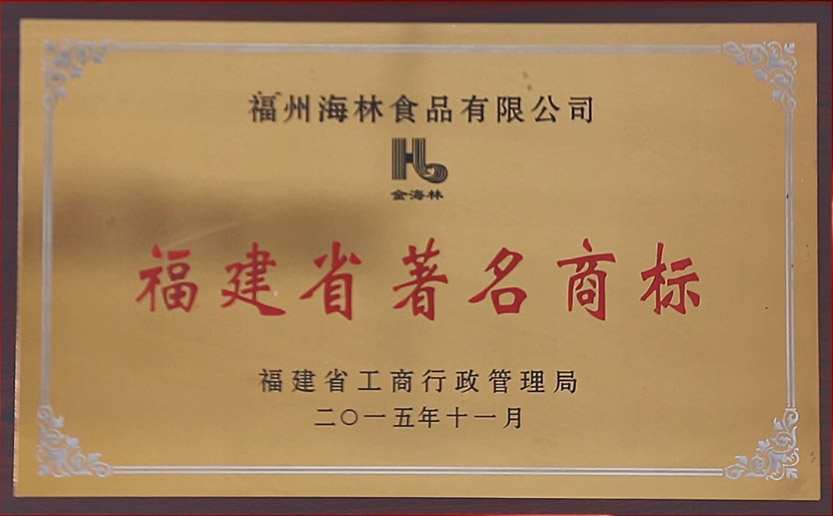 福州海林食品有限公司
金海林
福建省著名商标
福建省工商行政管理局
二〇一五年十一月